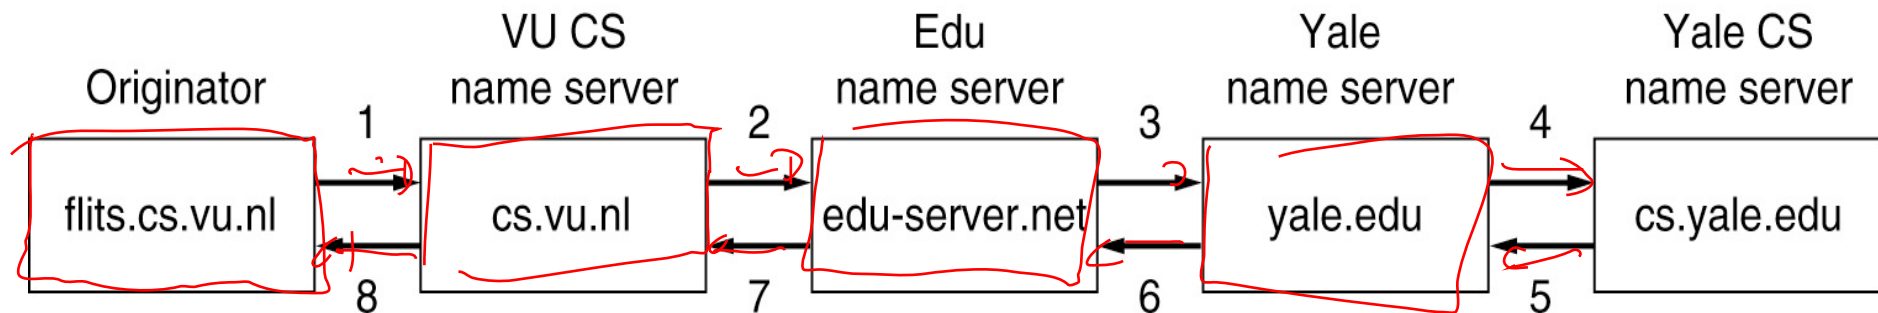 VU CS
Edu
Yale
Yale CS
Originator
name server
name server
name server
name server
1
2
3
4
flits.cs.vu.nl
cs.vu.nl
edu-server.net
yale.edu
cs.yale.edu
8
7
6
5